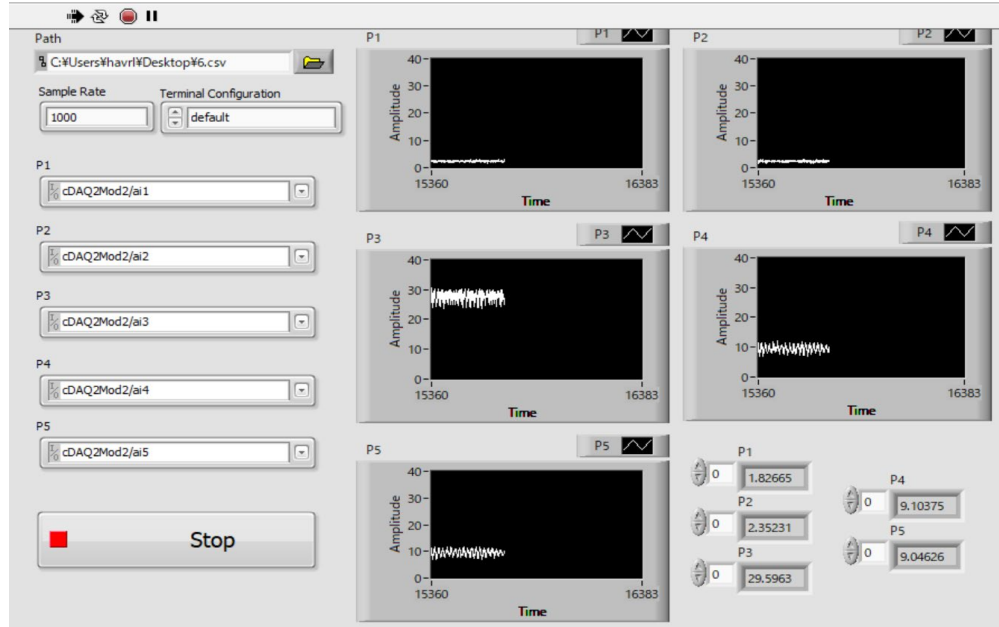 Path
C:¥Users¥havrl¥Desktop¥6.csv
Sample Rate
Terminal Configuration
1000
default
P1
cDAQ2Mod2/ai1
P2
cDAQ2Mod2/ai2
P3
cDAQ2Mod2/ai3
P4
cDAQ2Mod2/ai4
P5
cDAQ2Mod2/ai5
Stop
P1
P1
Amplitude
40
30
20
10
0
15360
16383
Time
P2
P2
Amplitude
40
30
20
10
0
15360
16383
Time
P3
P3
Amplitude
40
30
20
10
0
15360
16383
Time
P4
P4
Amplitude
40
30
20
10
0
15360
16383
Time
P5
P5
Amplitude
40
30
20
10
0
15360
16383
Time
P1
0
1.82665
P2
0
2.35231
P3
0
29.5963
P4
0
9.10375
P5
0
9.04626